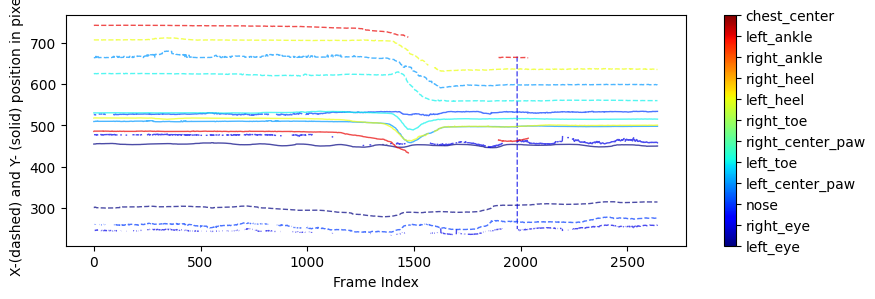 X-(dashed) and Y- (solid) position in pixe
700
600
500
400
300
0
500
1000
1500
2000
2500
Frame Index
chest_center
left_ankle
right_ankle
right_heel
left_heel
right_toe
right_center_paw
left_toe
left_center_paw
nose
right_eye
left_eye